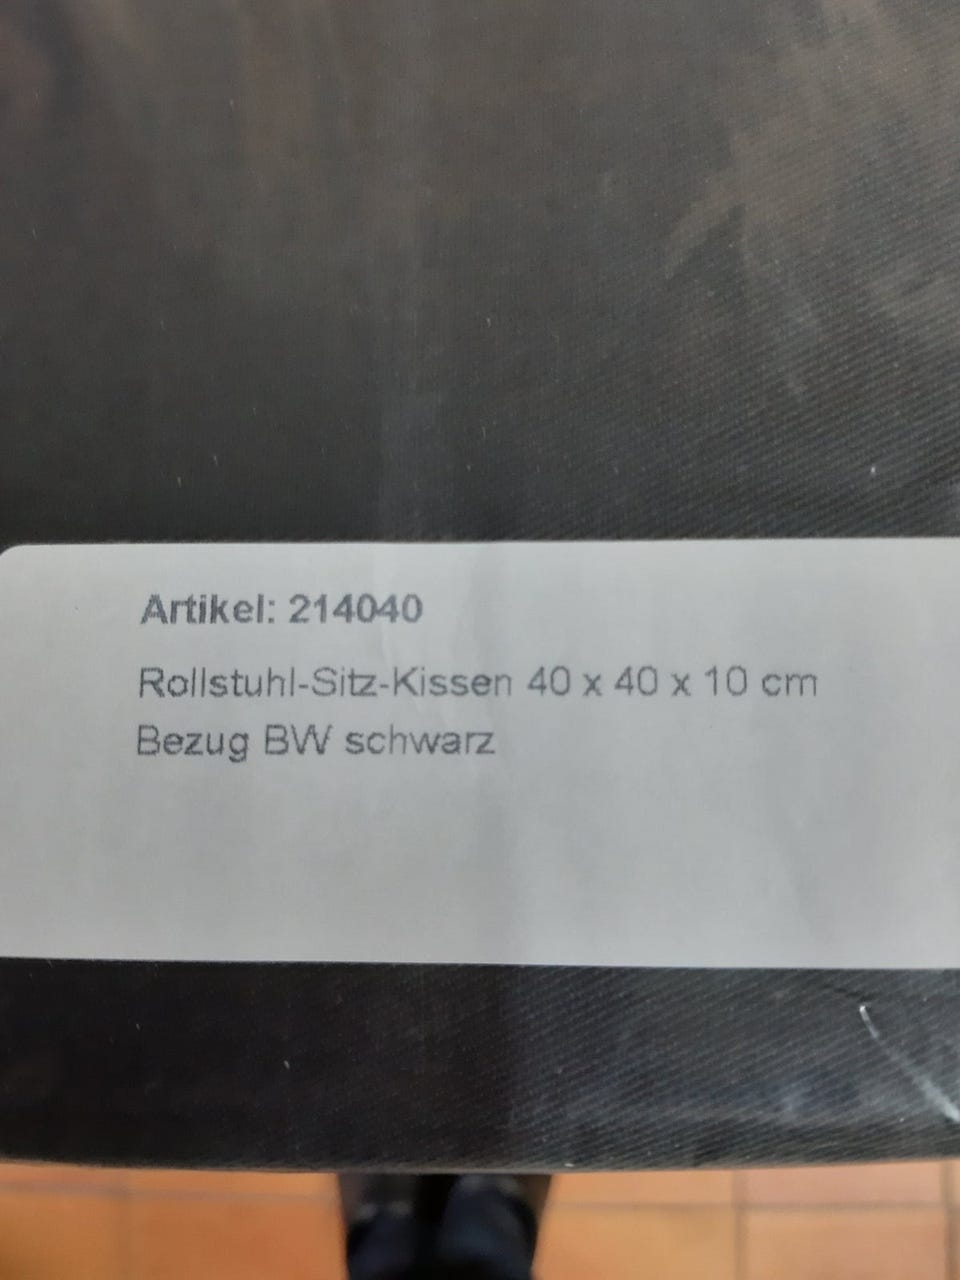 Artikel: 214040
Rollstuhl-Sitz-Kissen 40 x 40 x 10 cm
Bezug BW schwarz